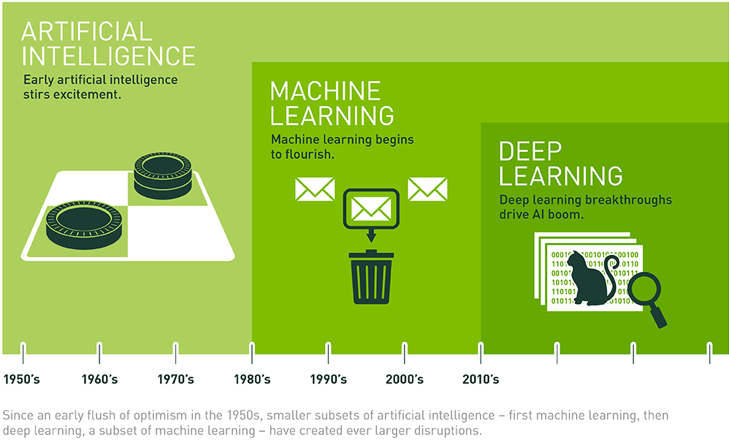 ARTIFICIAL
INTELLIGENCE
Early artificial intelligence
stirs excitement.
MACHINE
LEARNING
Machine learning begins
to flourish.
DEEP
LEARNING
Deep learning breakthroughs
drive AI boom.
1950's
1960's
1970's
1980's
1990's
2000's
2010's
Since an early flush of optimism in the 1950s, smaller subsets of artificial intelligence – first machine learning, then
deep learning, a subset of machine learning – have created ever larger disruptions.